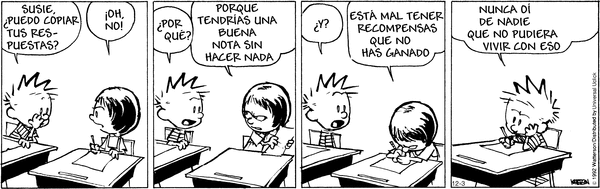 SUSIE,
¿PUEDO COPIAR
TUS RES-
PUESTAS?
¡OH,
NO!
¿POR
QUÉ?
PORQUE
TENDRÍAS UNA
BUENA
NOTA SIN
HACER NADA
¿Y?
ESTÁ MAL TENER
RECOMPENSAS
QUE NO
HAS GANADO
NUNCA OÍ
DE NADIE
QUE NO PUDIERA
VIVIR CON ESO
12-3
WATTERSON
© 1992 Watterson/Distributed by Universal Uclick